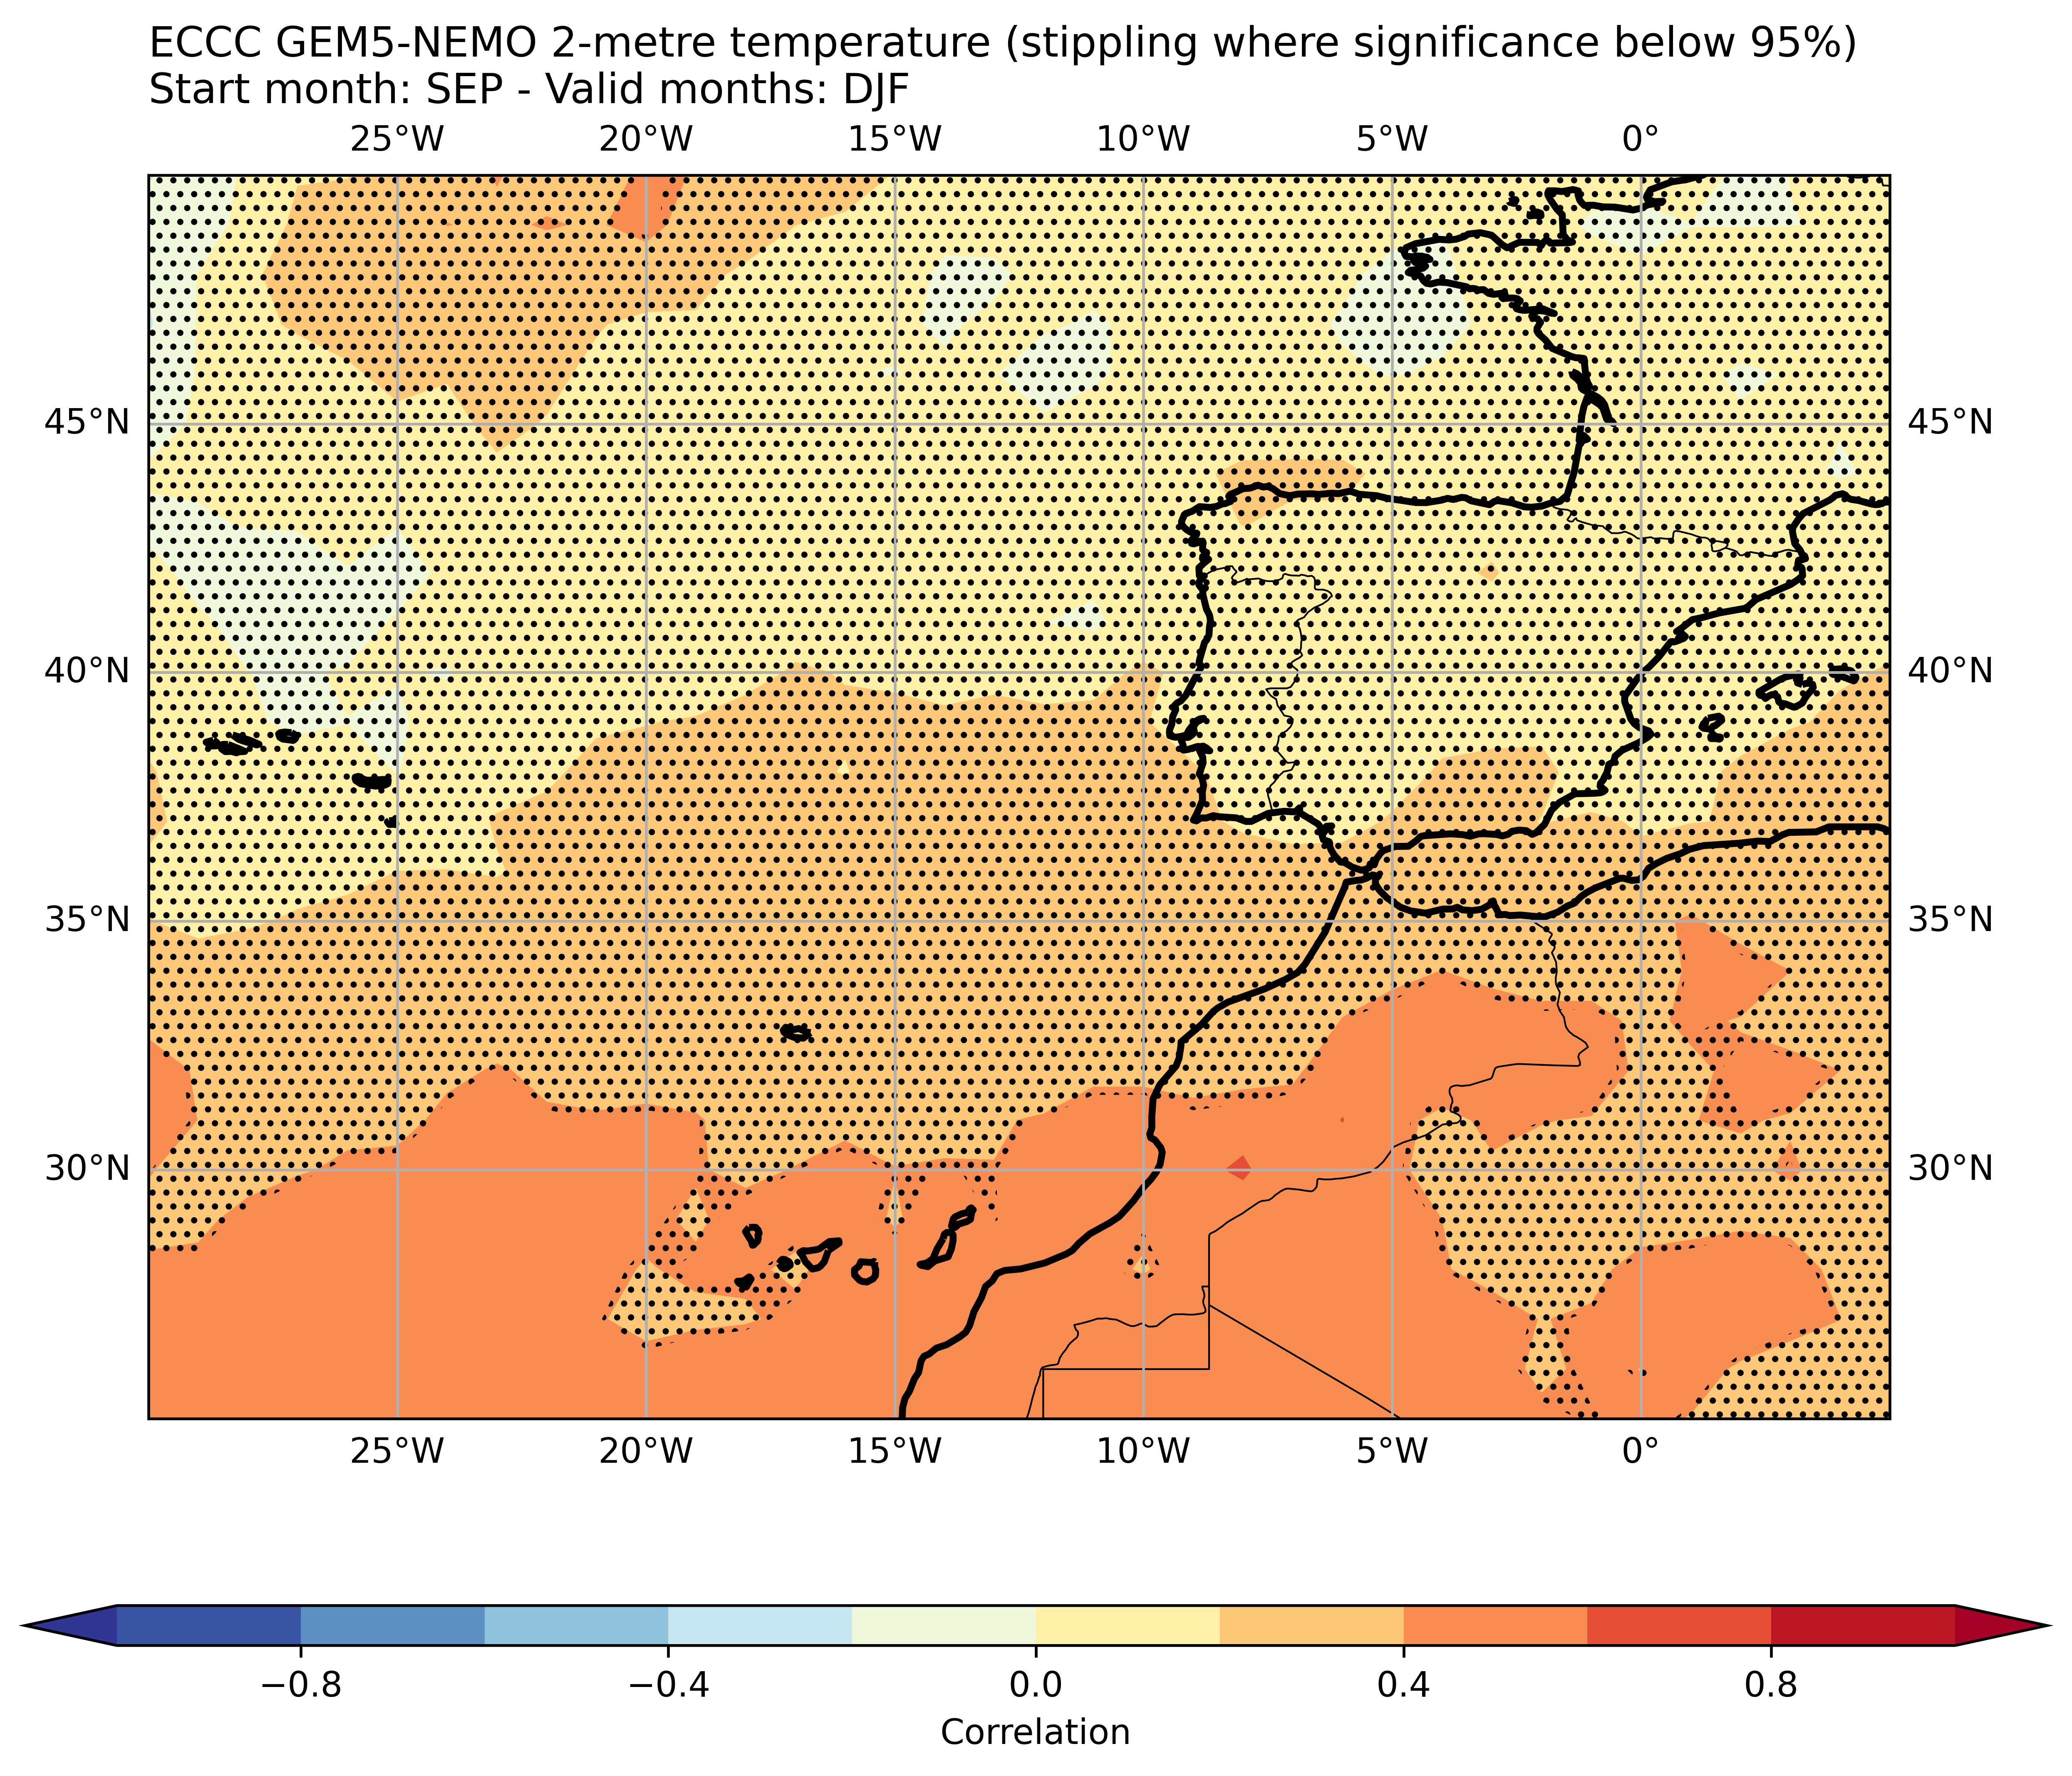 ECCC GEM5-NEMO 2-metre temperature (stippling where significance below 95%)
Start month: SEP - Valid months: DJF
25°W 20°W 15°W 10°W 5°W 0°
45°N 45°N
40°N 40°N
35°N 35°N
30°N 30°N
25°W 20°W 15°W 10°W 5°W 0°
−0.8 −0.4 0.0 0.4 0.8
Correlation